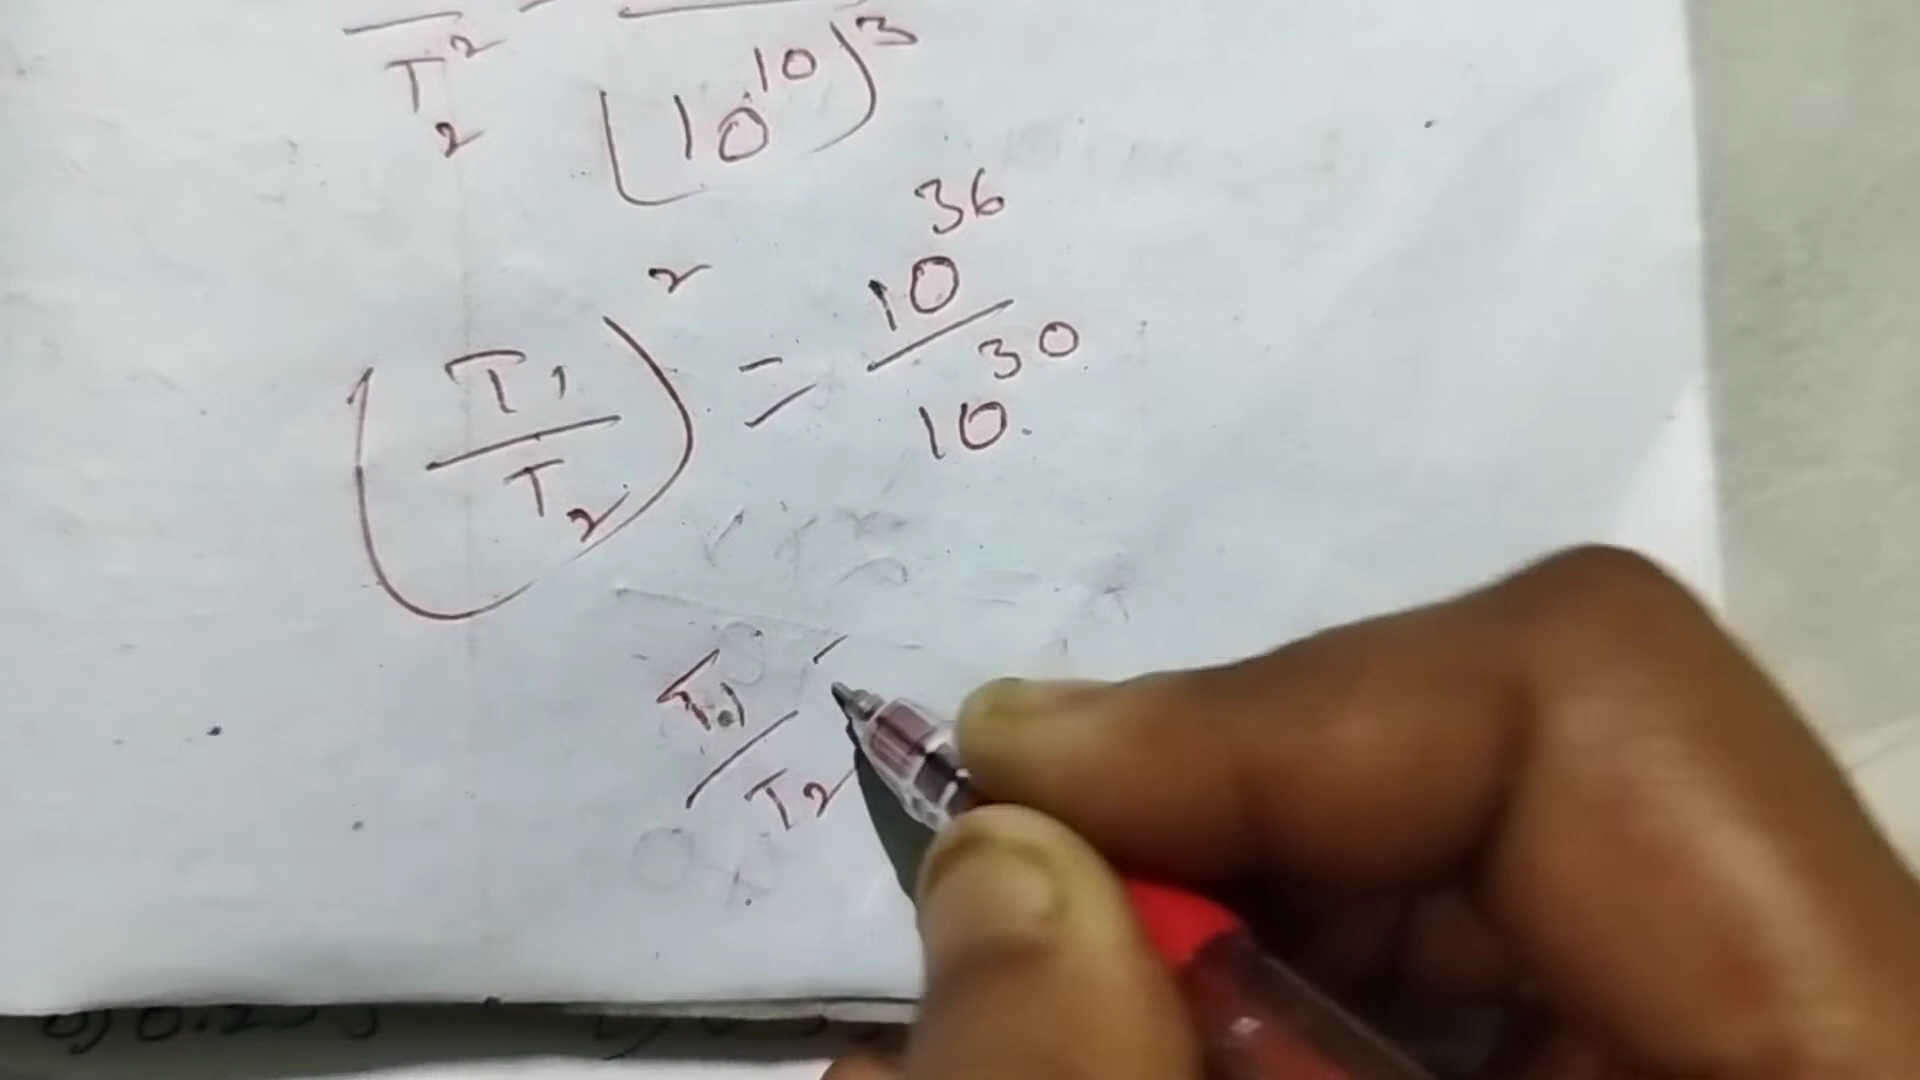 T₂² = (10¹⁰)³
(T₁/T₂)² = 10³⁶/10³⁰
T₁/T₂